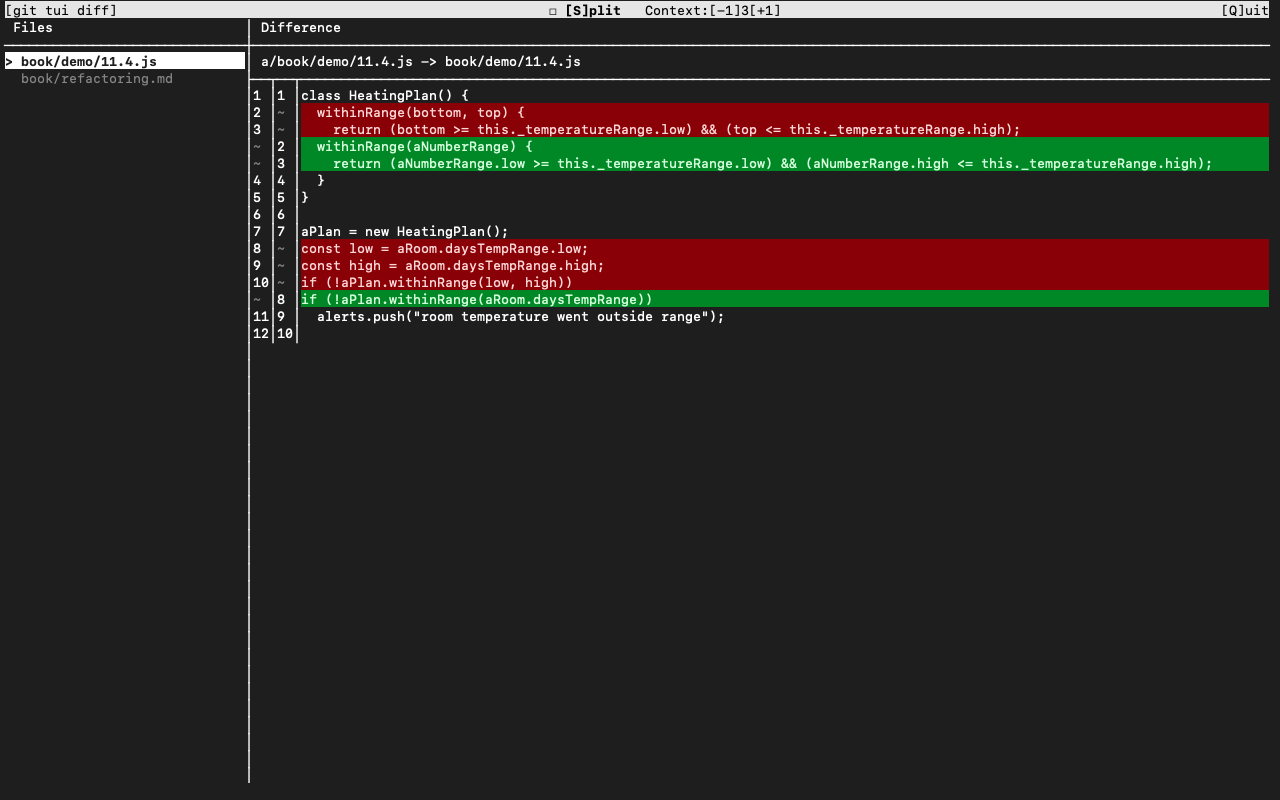 [git tui diff] ☐ [S]plit Context:[-1]3[+1] [Q]uit
Files
> book/demo/11.4.js
book/refactoring.md
Difference
a/book/demo/11.4.js -> book/demo/11.4.js
1 1 class HeatingPlan() {
2 ~   withinRange(bottom, top) {
3 ~     return (bottom >= this._temperatureRange.low) && (top <= this._temperatureRange.high);
~ 2   withinRange(aNumberRange) {
~ 3     return (aNumberRange.low >= this._temperatureRange.low) && (aNumberRange.high <= this._temperatureRange.high);
4 4   }
5 5 }
6 6
7 7 aPlan = new HeatingPlan();
8 ~ const low = aRoom.daysTempRange.low;
9 ~ const high = aRoom.daysTempRange.high;
10 ~ if (!aPlan.withinRange(low, high))
~ 8 if (!aPlan.withinRange(aRoom.daysTempRange))
11 9   alerts.push("room temperature went outside range");
12 10